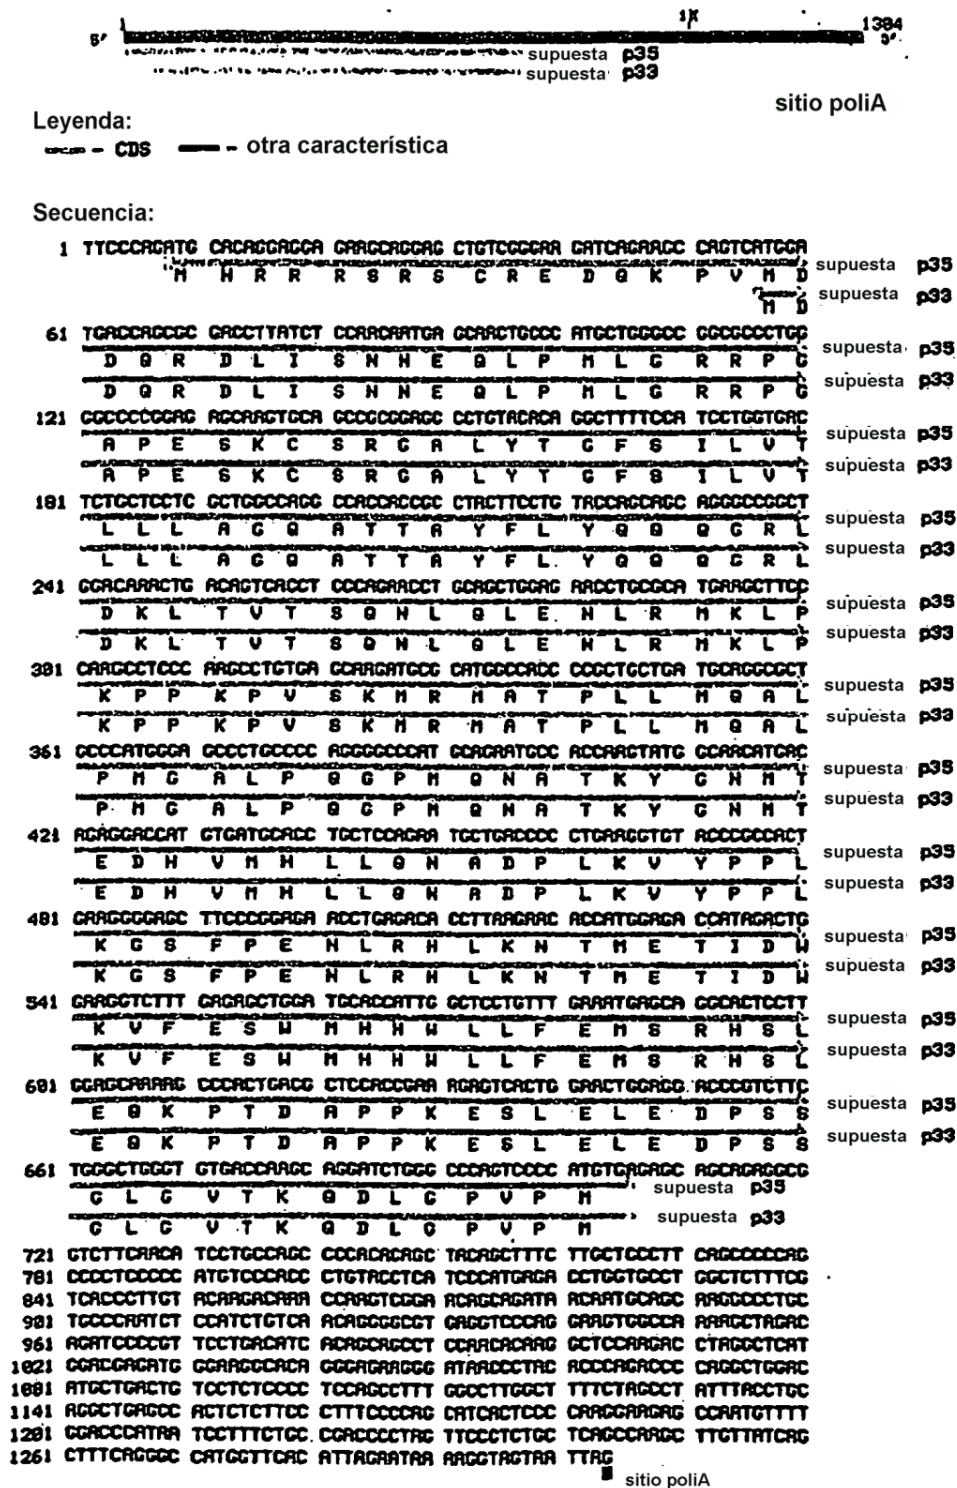 1 1384
5' 3'
supuesta p35
supuesta p33
sitio poliA
Leyenda:
CDS otra característica
Secuencia:
1 TTCCCAGATG CACAGGAGGA GAAGCAGGAG CTGTCGGGAA GATCAGAAGC CAGTCATGGA
M H R R R S R S C R E D Q K P V M D supuesta p35
M D supuesta p33
61 TGACCAGCGC GACCTTATCT CCAACAATGA GCAACTGCCC ATGCTGGGCC GGCGCCCTGG
D Q R D L I S N N E Q L P M L G R R P G supuesta p35
D Q R D L I S N N E Q L P M L G R R P G supuesta p33
121 GGCCCCGGAG AGCAAGTGCA GCCGCGGAGC CCTGTACACA GGCTTTTCCA TCCTGGTGAC
A P E S K C S R G A L Y T G F S I L V T supuesta p35
A P E S K C S R G A L Y T G F S I L V T supuesta p33
181 TCTGCTCCTC GCTGGCCAGG CCACCACCGC CTACTTCCTG TACCAGCAGC AGGGCCGGCT
L L L A G Q A T T A Y F L Y Q Q Q G R L supuesta p35
L L L A G Q A T T A Y F L Y Q Q Q G R L supuesta p33
241 GGACAAACTG ACAGTCACCT CCCAGAACCT GCAGCTGGAG AACCTGCGCA TGAAGCTTCC
D K L T V T S Q N L Q L E N L R M K L P supuesta p35
D K L T V T S Q N L Q L E N L R M K L P supuesta p33
301 CAAGCCTCCC AAGCCTGTGA GCAAGATGCG CATGGCCACC CCGCTGCTGA TGCAGGCGCT
K P P K P V S K M R M A T P L L M Q A L supuesta p35
K P P K P V S K M R M A T P L L M Q A L supuesta p33
361 GCCCATGGGA GCCCTGCCCC AGGGGCCCAT GCAGAATGCC ACCAAGTATG GCAACATGAC
P M G A L P Q G P M Q N A T K Y G N M T supuesta p35
P M G A L P Q G P M Q N A T K Y G N M T supuesta p33
421 AGAGGACCAT GTGATGCACC TGCTCCAGAA TGCTGACCCC CTGAAGGTGT ACCCGCCACT
E D H V M H L L Q N A D P L K V Y P P L supuesta p35
E D H V M H L L Q N A D P L K V Y P P L supuesta p33
481 GAAGGGGAGC TTCCCGGAGA ACCTGAGACA CCTTAAGAAC ACCATGGAGA CCATAGACTG
K G S F P E N L R H L K N T M E T I D W supuesta p35
K G S F P E N L R H L K N T M E T I D W supuesta p33
541 GAAGGTCTTT GAGAGCTGGA TGCACCATTG GCTCCTGTTT GAAATGAGCA GGCACTCCTT
K V F E S W M H H W L L F E M S R H S L supuesta p35
K V F E S W M H H W L L F E M S R H S L supuesta p33
601 GGAGCAAAAG CCCACTGACG CTCCACCGAA AGAGTCACTG GAACTGGAGG ACCCGTCTTC
E Q K P T D A P P K E S L E L E D P S S supuesta p35
E Q K P T D A P P K E S L E L E D P S S supuesta p33
661 TGGGCTGGGT GTGACCAAGC AGGATCTGGG CCCAGTCCCC ATGTGAGAGC AGCAGAGGCG
G L G V T K Q D L G P V P M supuesta p35
G L G V T K Q D L G P V P M supuesta p33
721 GTCTTCAACA TCCTGCCAGC CCCACACAGC TACAGCTTTC TTGCTCCCTT CAGCCCCCAG
781 CCCCTCCCCC ATGTCCCACC CTGTACCTCA TCCCATGAGA CCTGGTGCCT GGCTCTTTCG
841 TCACCCTTGT ACAAGACAAA CCAAGTCGGA ACAGCAGATA ACAATGCAGC AAGGCCCTGC
901 TGCCCAATCT CCATCTGTCA ACAGGGGCGT GAGGTCCCAG GAAGTGGCCA AAAGCTAGAC
961 AGATCCCCGT TCCTGACATC ACAGCAGCCT CCAACACAAG GCTCCAAGAC CTAGGCTCAT
1021 GGACGAGATG GGAAGGCACA GGGAGAAGGG ATAACCCTAC ACCCAGACCC CAGGCTGGAC
1081 ATGCTGACTG TCCTCTCCCC TCCAGCCTTT GGCCTTGGCT TTTCTAGCCT ATTTACCTGC
1141 AGGCTGAGCC ACTCTCTTCC CTTTCCCCAG CATCACTCCC CAAGGAAGAG CCAATGTTTT
1201 GGACCCATAA TCCTTTCTGC CGACCCCTAG TTCCCTCTGC TCAGCCAAGC TTGTTATCAG
1261 CTTTCAGGGC CATGGTTCAC ATTAGAATAA AAGGTAGTAA TTAG
sitio poliA